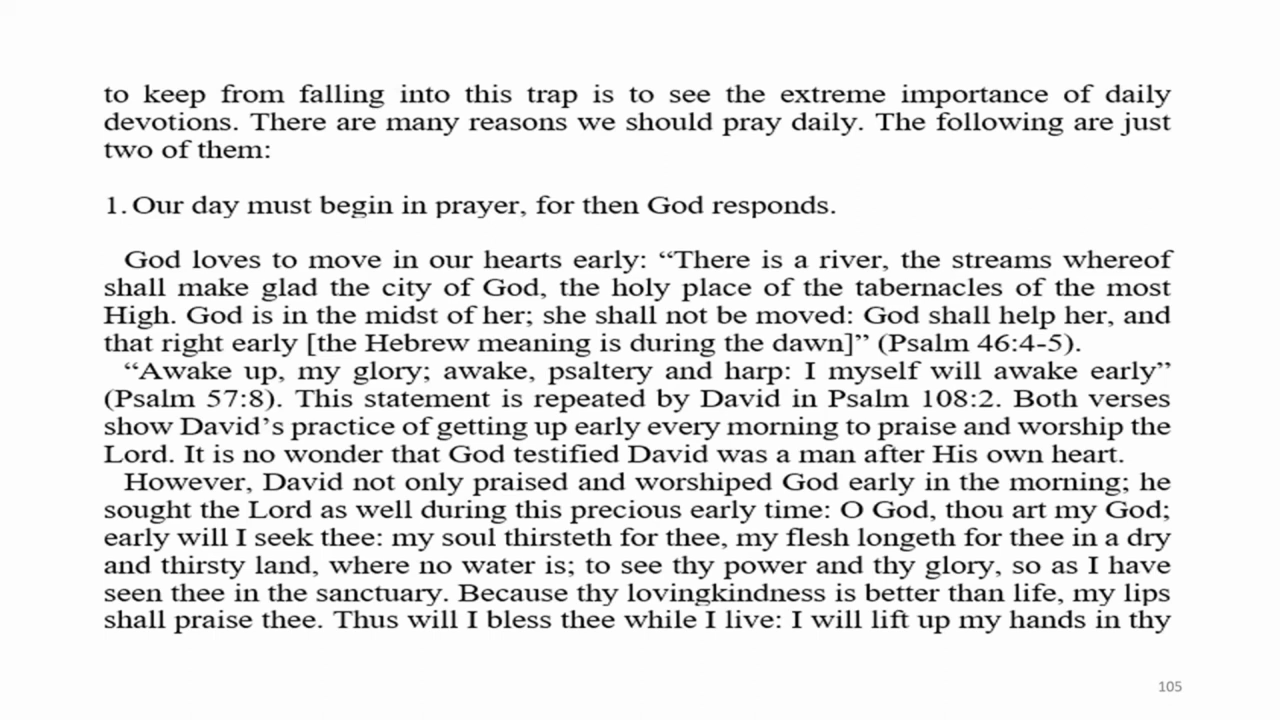 to keep from falling into this trap is to see the extreme importance of daily
devotions. There are many reasons we should pray daily. The following are just
two of them:
1. Our day must begin in prayer, for then God responds.
God loves to move in our hearts early: “There is a river, the streams whereof
shall make glad the city of God, the holy place of the tabernacles of the most
High. God is in the midst of her; she shall not be moved: God shall help her, and
that right early [the Hebrew meaning is during the dawn]” (Psalm 46:4-5).
“Awake up, my glory; awake, psaltery and harp: I myself will awake early”
(Psalm 57:8). This statement is repeated by David in Psalm 108:2. Both verses
show David’s practice of getting up early every morning to praise and worship the
Lord. It is no wonder that God testified David was a man after His own heart.
However, David not only praised and worshiped God early in the morning; he
sought the Lord as well during this precious early time: O God, thou art my God;
early will I seek thee: my soul thirsteth for thee, my flesh longeth for thee in a dry
and thirsty land, where no water is; to see thy power and thy glory, so as I have
seen thee in the sanctuary. Because thy lovingkindness is better than life, my lips
shall praise thee. Thus will I bless thee while I live: I will lift up my hands in thy
105